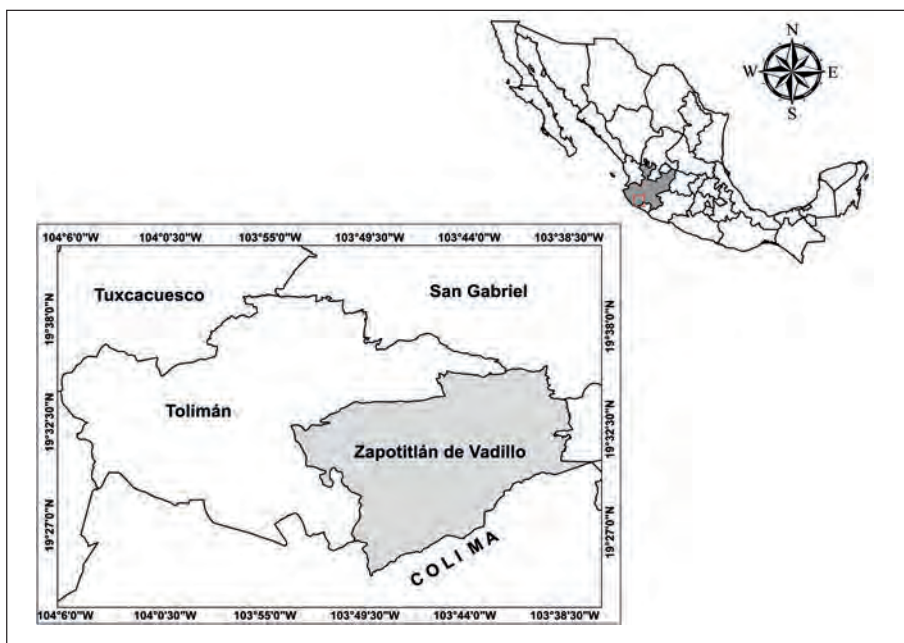 N
W E
S
104°6'0"W 104°0'30"W 103°55'0"W 103°49'30"W 103°44'0"W 103°38'30"W
Tuxcacuesco
San Gabriel
19°38'0"N 19°38'0"N
Tolimán
19°32'30"N 19°32'30"N
Zapotitlán de Vadillo
19°27'0"N 19°27'0"N
COLIMA
104°6'0"W 104°0'30"W 103°55'0"W 103°49'30"W 103°44'0"W 103°38'30"W